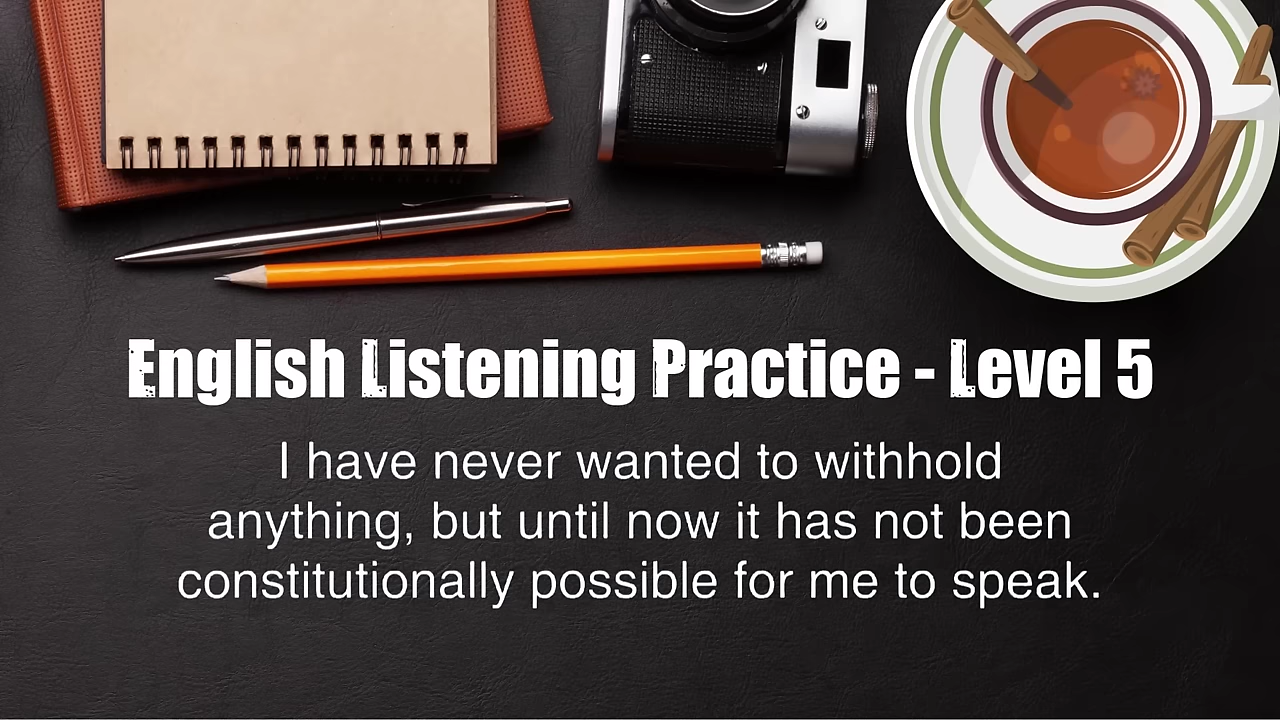 English Listening Practice - Level 5
I have never wanted to withhold
anything, but until now it has not been
constitutionally possible for me to speak.